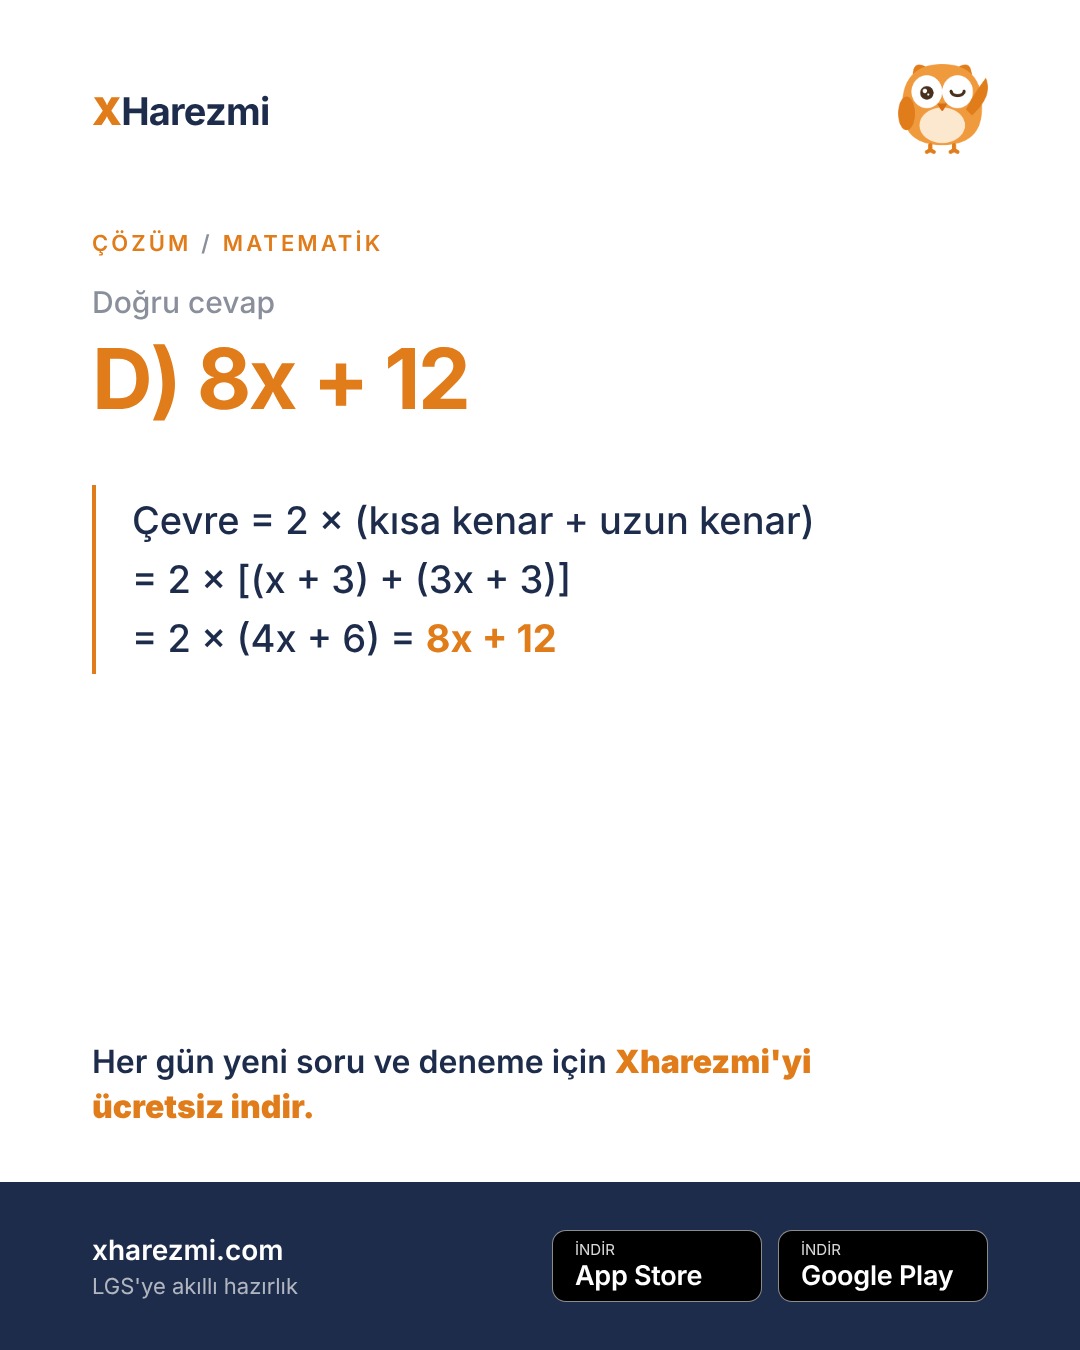 XHarezmi
ÇÖZÜM / MATEMATİK
Doğru cevap
D) 8x + 12
Çevre = 2 × (kısa kenar + uzun kenar)
= 2 × [(x + 3) + (3x + 3)]
= 2 × (4x + 6) = 8x + 12
Her gün yeni soru ve deneme için Xharezmi'yi
ücretsiz indir.
xharezmi.com
LGS'ye akıllı hazırlık
İNDİR
App Store
İNDİR
Google Play